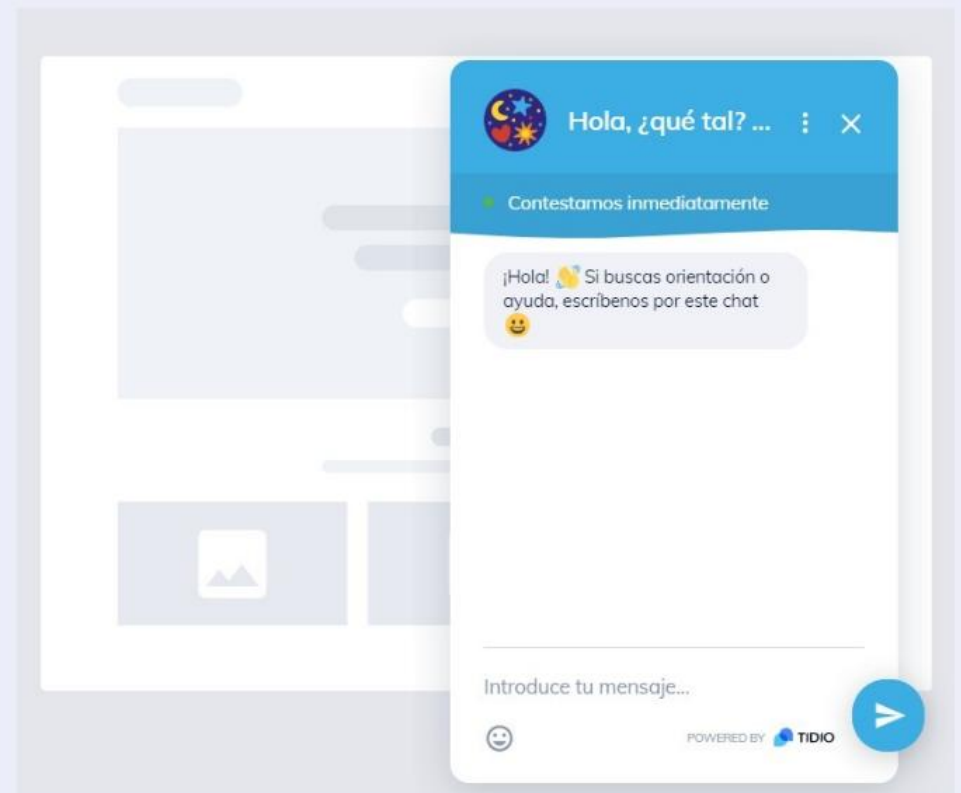 Hola, ¿qué tal? ...
Contestamos inmediatamente
¡Hola! 👋 Si buscas orientación o
ayuda, escríbenos por este chat
😀
Introduce tu mensaje...
POWERED BY TIDIO